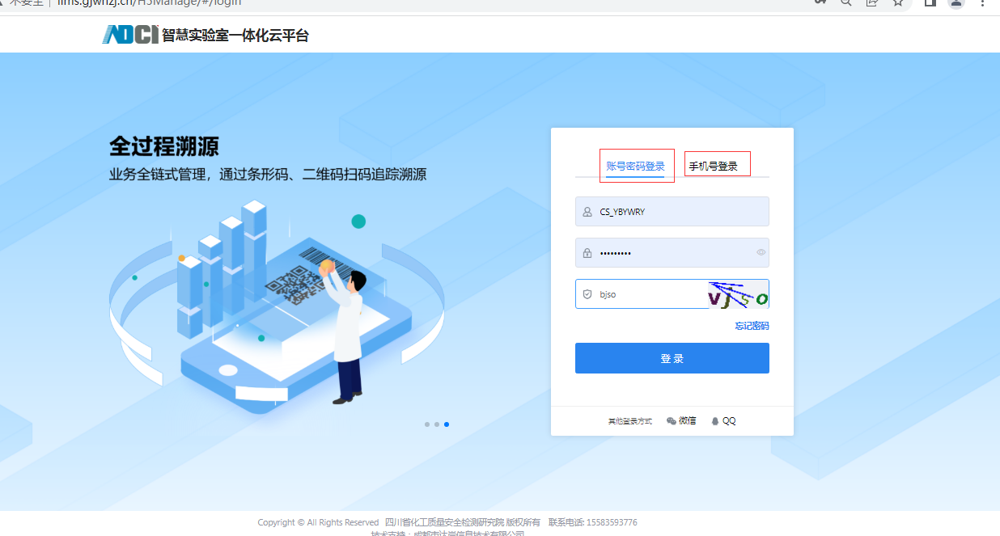 不安全 | lims.gjwhzj.cn/H5Manage/#/login
ADCI 智慧实验室一体化云平台
全过程溯源
业务全链式管理，通过条形码、二维码扫码追踪溯源
账号密码登录 手机号登录
CS_YBYWRY
•••••••••
bjso vjso
忘记密码
登 录
其他登录方式 微信 QQ
Copyright © All Rights Reserved 四川省化工质量安全检测研究院 版权所有 联系电话: 15583593776
技术支持：成都市达岸信息技术有限公司